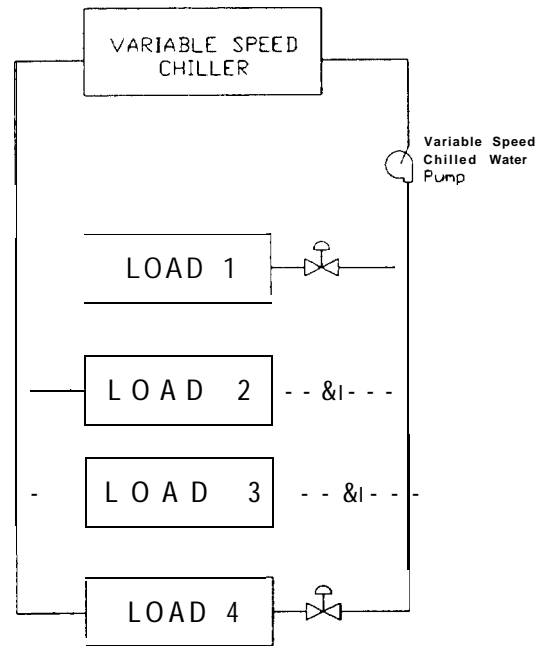 VARIABLE SPEED
CHILLER
Variable Speed
Chilled Water
Pump
LOAD 1
LOAD 2 - - &I - - -
- LOAD 3 - - &I - - -
LOAD 4